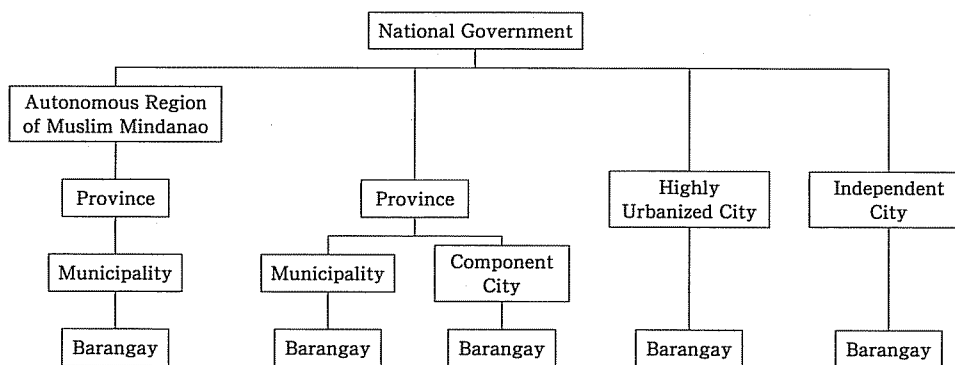 National Government
Autonomous Region
of Muslim Mindanao
Province
Province
Highly
Urbanized City
Independent
City
Municipality
Municipality
Component
City
Barangay
Barangay
Barangay
Barangay
Barangay